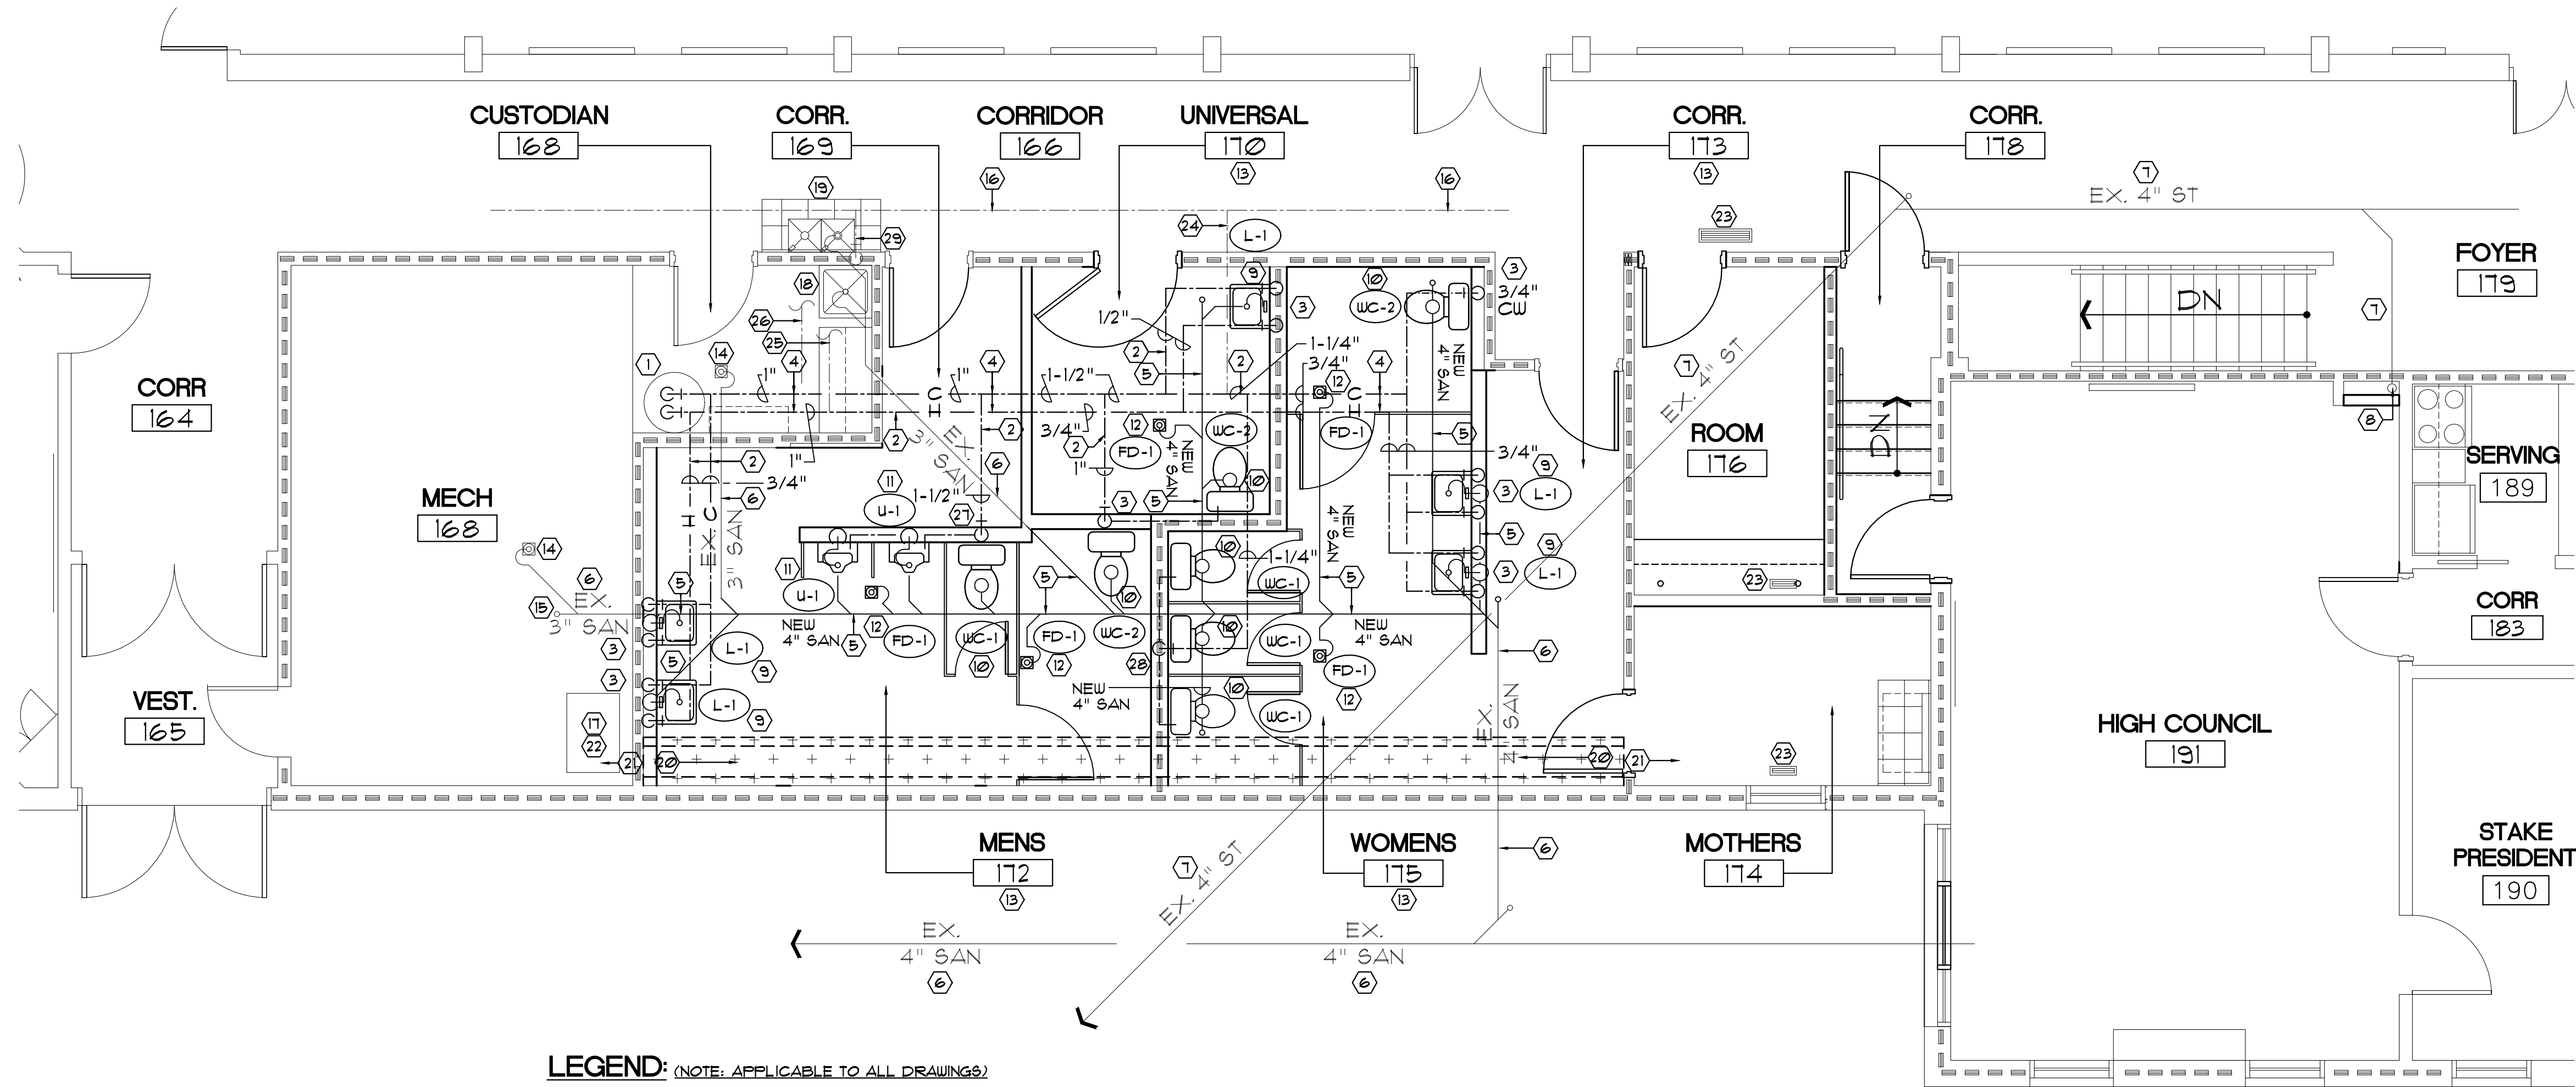 CUSTODIAN
168
CORR.
169
CORRIDOR
166
UNIVERSAL
170
13
CORR.
173
13
CORR.
178
7
EX. 4" ST
16
16
19
23
24
L-1
29
FOYER
179
7
DN
3
3/4"
CW
9
10
WC-2
3
18
26
25
4
1
14
1/2"
2
5
2
1-1/4"
3/4"
12
4
4
1"
1"
1-1/2"
C
H
C
H
NEW
4" SAN
7
EX. 4" ST
CORR
164
8
SERVING
189
ROOM
176
DN
2
EX.
3" SAN
2
3/4"
2
12
FD-1
WC-2
FD-1
5
3/4"
1"
2
3/4"
6
6
11
U-1
1-1/2"
27
1"
NEW
4" SAN
5
3
10
9
3
L-1
MECH
168
H
C
EX.
3" SAN
NEW
4" SAN
14
6
EX.
3" SAN
15
5
11
U-1
5
10
10
1-1/4"
WC-1
5
5
9
3
L-1
23
CORR
183
NEW
4" SAN
12
5
FD-1
WC-1
10
FD-1
12
WC-2
28
10
WC-1
NEW
4" SAN
FD-1
12
6
3
5
3
L-1
9
L-1
9
NEW
4" SAN
10
WC-1
EX.
4" SAN
VEST.
165
17
22
21
20
20
21
23
HIGH COUNCIL
191
MENS
172
13
WOMENS
175
13
MOTHERS
174
6
7
EX. 4" ST
STAKE
PRESIDENT
190
EX.
4" SAN
6
EX.
4" SAN
6
LEGEND: (NOTE: APPLICABLE TO ALL DRAWINGS)